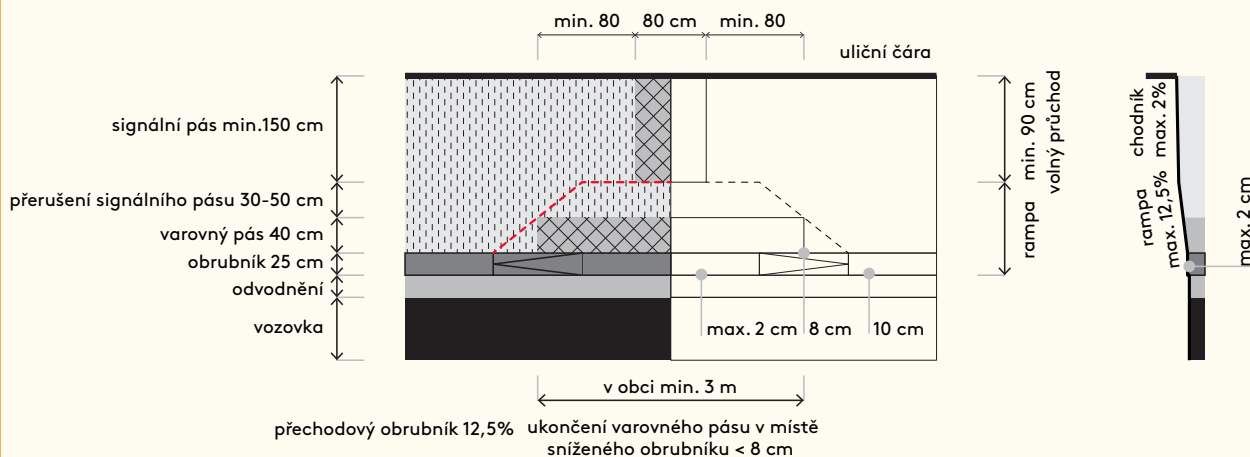 min. 80
80 cm
min. 80
uliční čára
signální pás min.150 cm
přerušení signálního pásu 30-50 cm
varovný pás 40 cm
obrubník 25 cm
odvodnění
vozovka
min. 90 cm
volný průchod
rampa
max. 2 cm
8 cm
10 cm
v obci min. 3 m
přechodový obrubník 12,5%
ukončení varovného pásu v místě
sníženého obrubníku < 8 cm
chodník
max. 2%
rampa
max. 12,5%
max. 2 cm